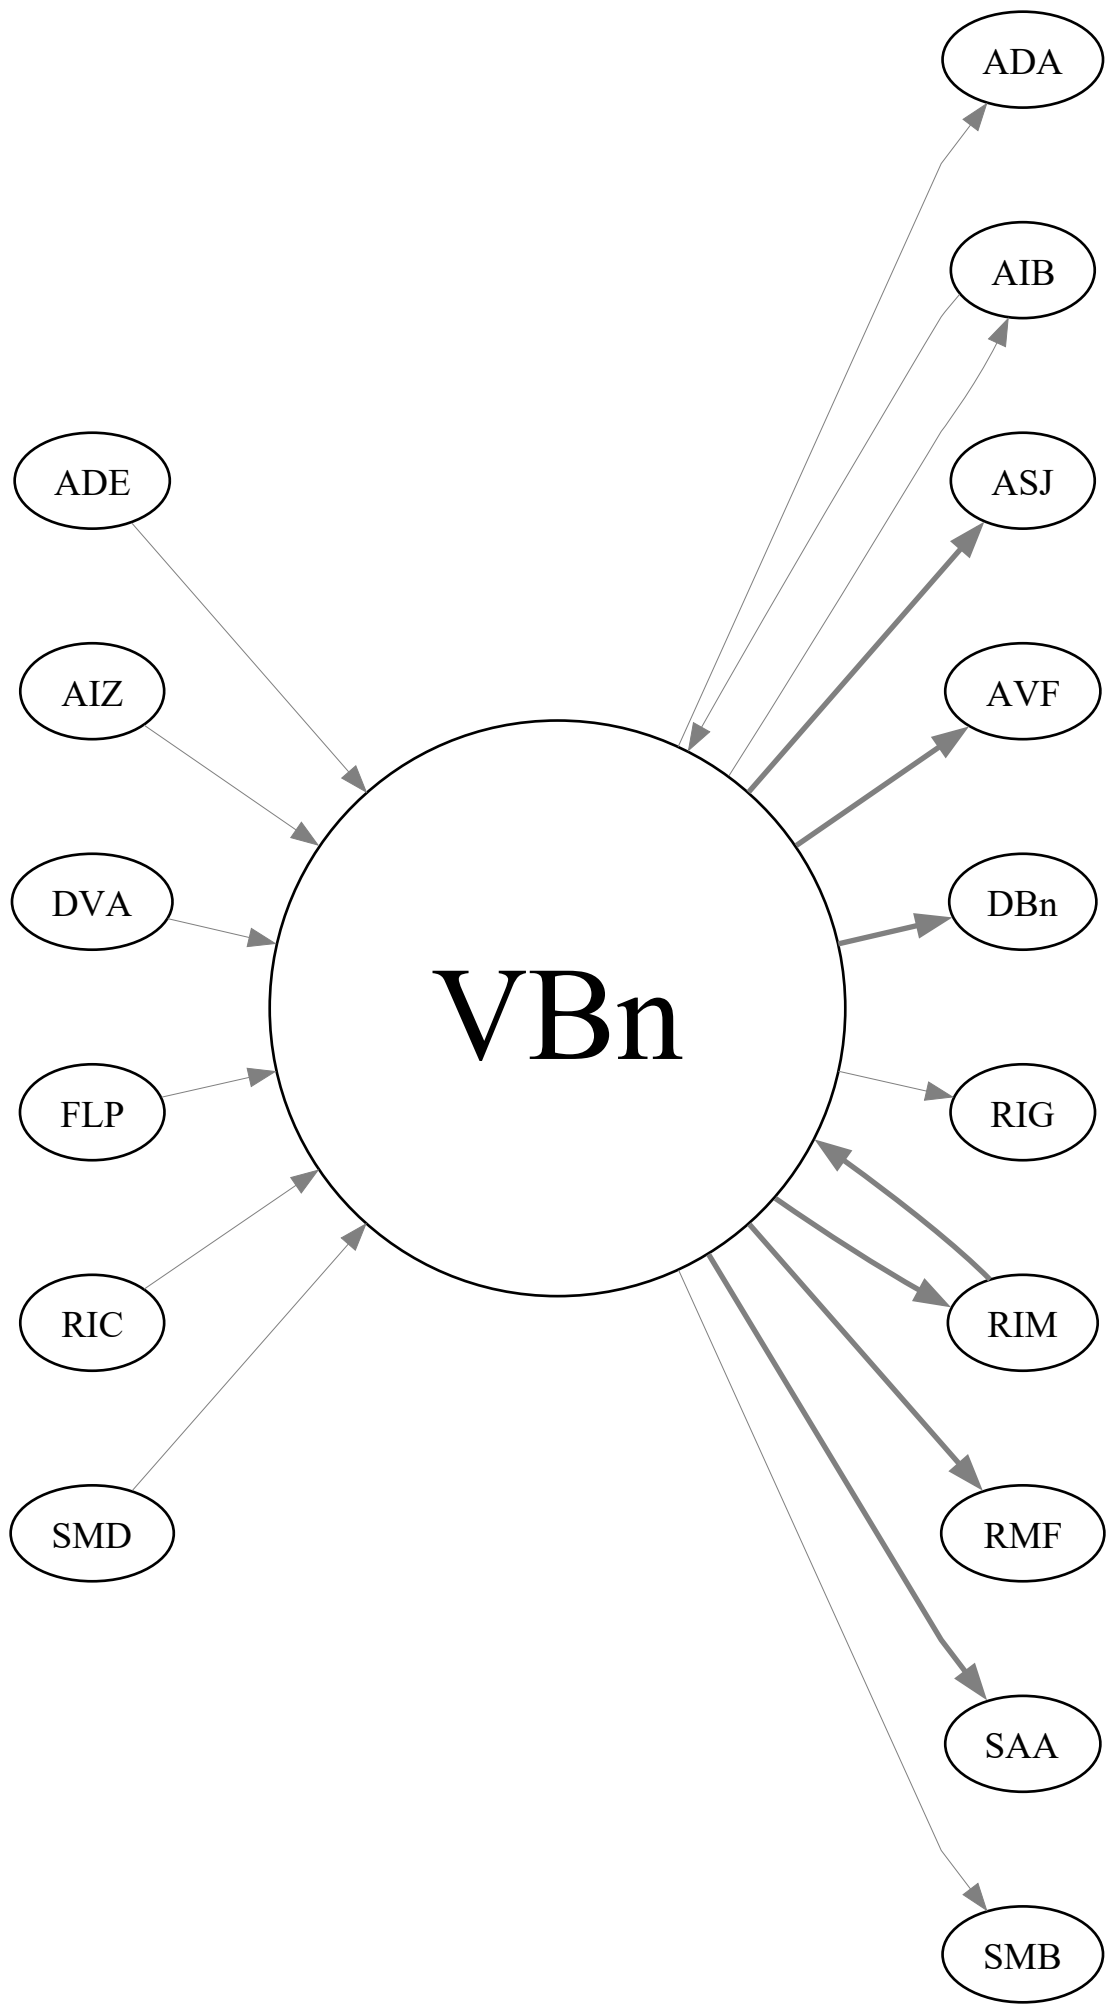 ADA
AIB
ADE
ASJ
AIZ
AVF
DVA
DBn
VBn
FLP
RIG
RIC
RIM
SMD
RMF
SAA
SMB